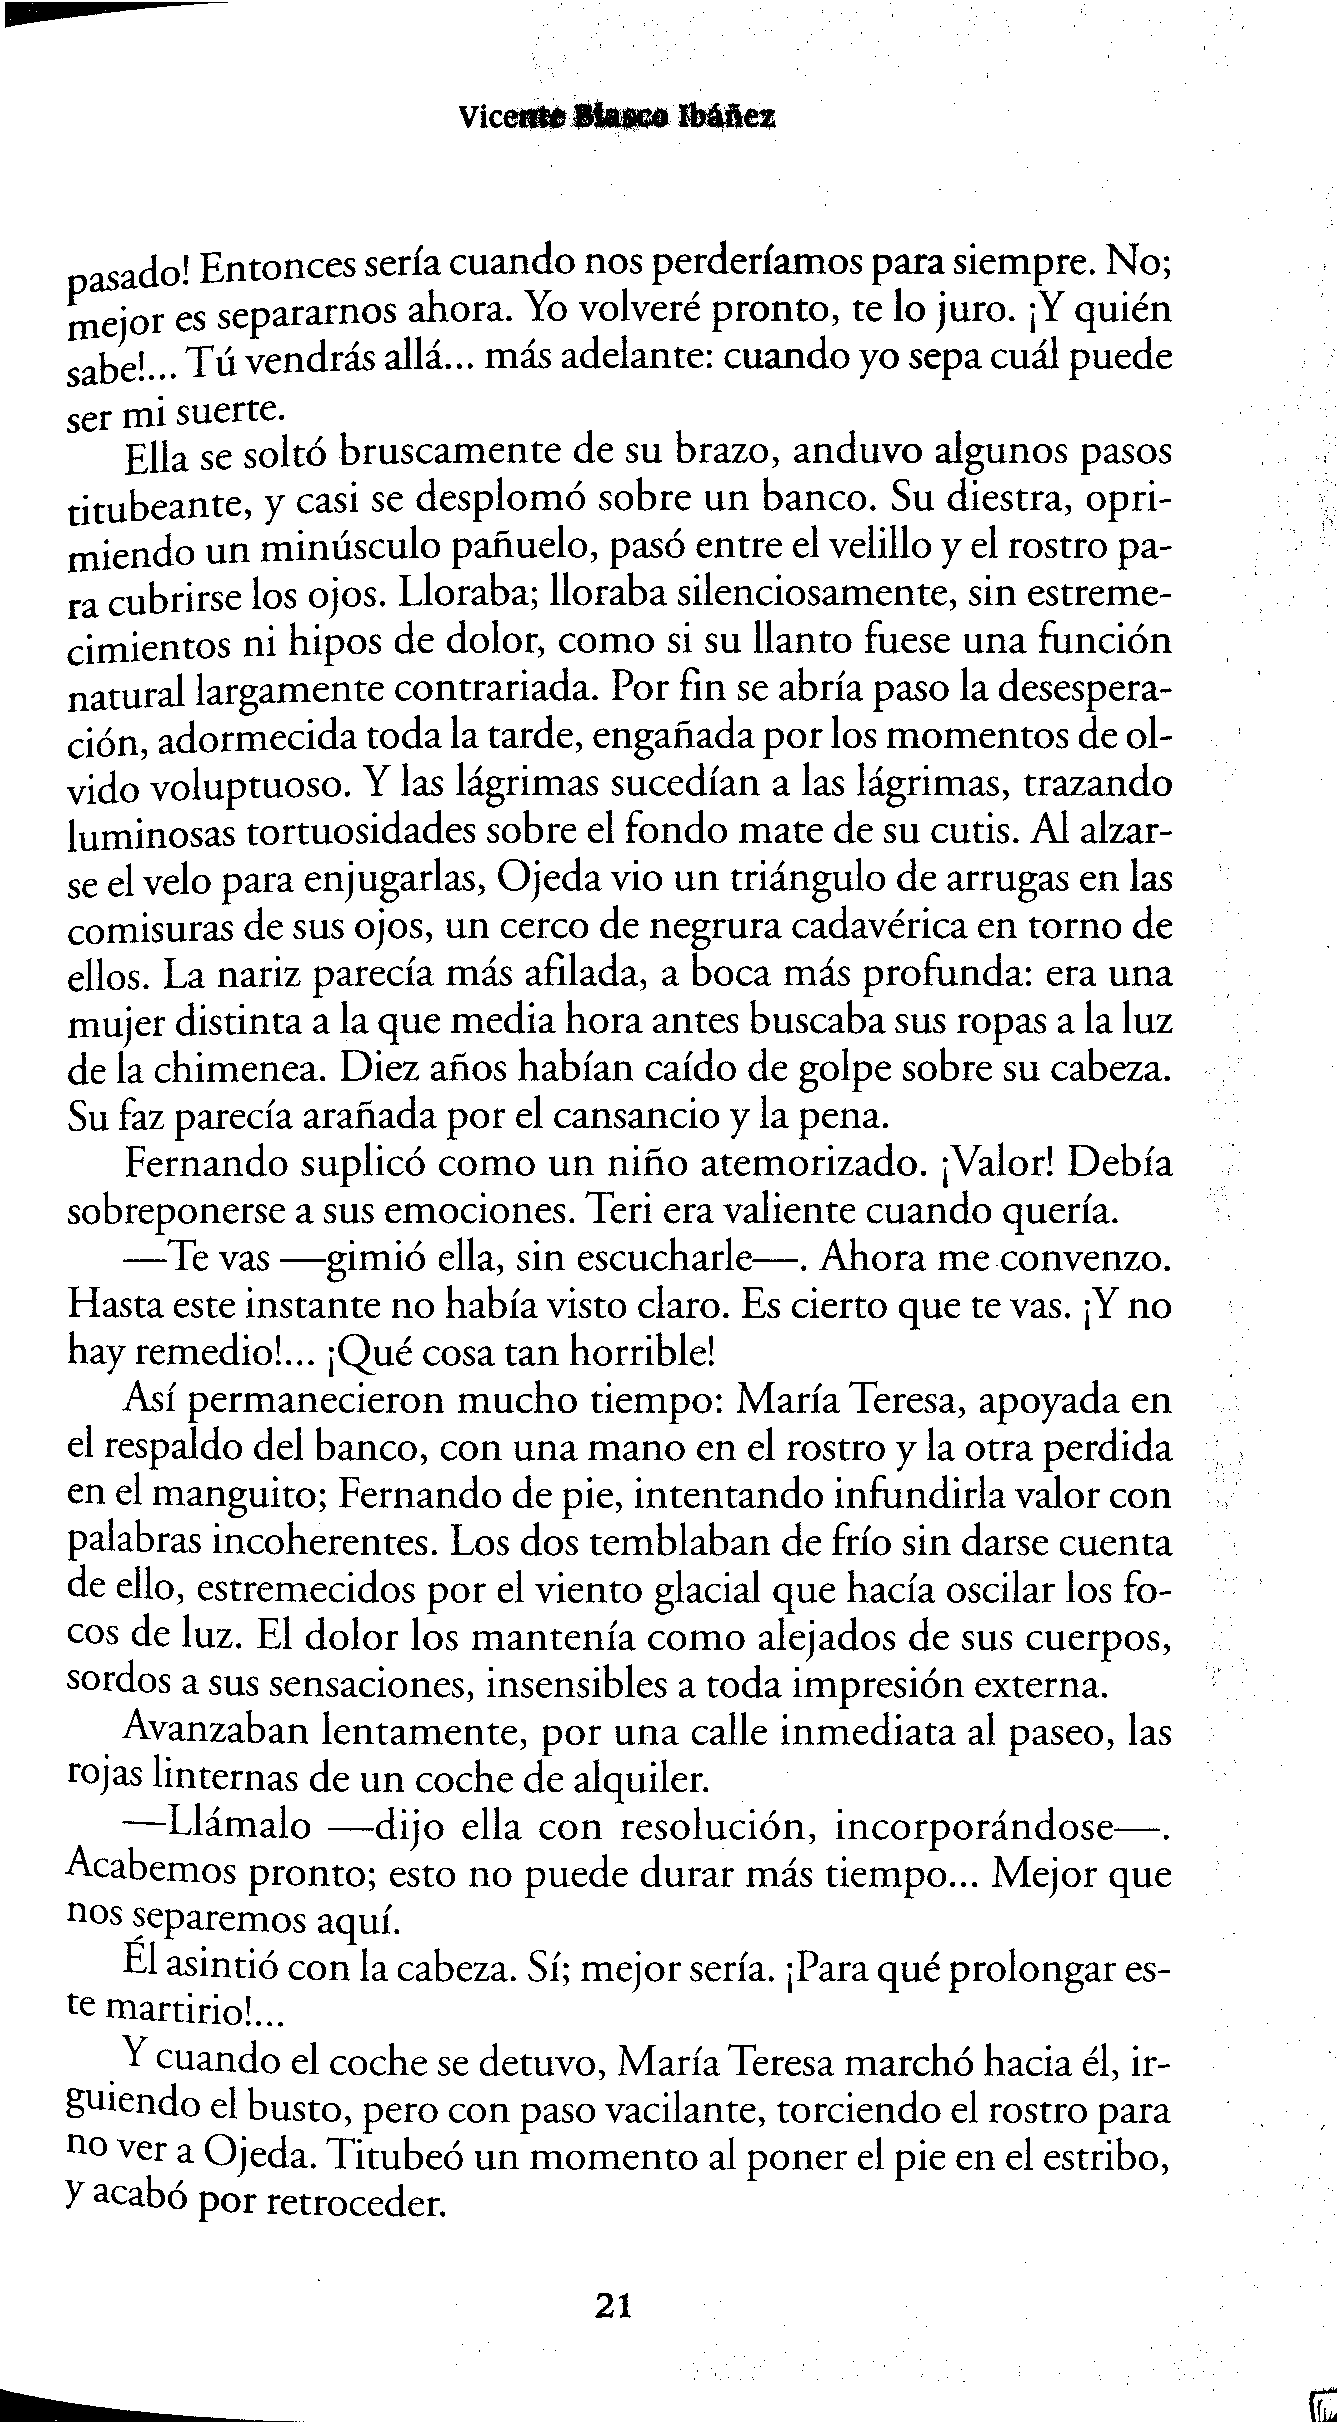 Vicente Blasco Ibáñez
pasado! Entonces sería cuando nos perderíamos para siempre. No;
mejor es separarnos ahora. Yo volveré pronto, te lo juro. ¡Y quién
sabe!... Tú vendrás allá... más adelante: cuando yo sepa cuál puede
ser mi suerte.
Ella se soltó bruscamente de su brazo, anduvo algunos pasos
titubeante, y casi se desplomó sobre un banco. Su diestra, opri-
miendo un minúsculo pañuelo, pasó entre el velillo y el rostro pa-
ra cubrirse los ojos. Lloraba; lloraba silenciosamente, sin estreme-
cimientos ni hipos de dolor, como si su llanto fuese una función
natural largamente contrariada. Por fin se abría paso la desespera-
ción, adormecida toda la tarde, engañada por los momentos de ol-
vido voluptuoso. Y las lágrimas sucedían a las lágrimas, trazando
luminosas tortuosidades sobre el fondo mate de su cutis. Al alzar-
se el velo para enjugarlas, Ojeda vio un triángulo de arrugas en las
comisuras de sus ojos, un cerco de negrura cadavérica en torno de
ellos. La nariz parecía más afilada, a boca más profunda: era una
mujer distinta a la que media hora antes buscaba sus ropas a la luz
de la chimenea. Diez años habían caído de golpe sobre su cabeza.
Su faz parecía arañada por el cansancio y la pena.
Fernando suplicó como un niño atemorizado. ¡Valor! Debía
sobreponerse a sus emociones. Teri era valiente cuando quería.
—Te vas —gimió ella, sin escucharle—. Ahora me convenzo.
Hasta este instante no había visto claro. Es cierto que te vas. ¡Y no
hay remedio!... ¡Qué cosa tan horrible!
Así permanecieron mucho tiempo: María Teresa, apoyada en
el respaldo del banco, con una mano en el rostro y la otra perdida
en el manguito; Fernando de pie, intentando infundirla valor con
palabras incoherentes. Los dos temblaban de frío sin darse cuenta
de ello, estremecidos por el viento glacial que hacía oscilar los fo-
cos de luz. El dolor los mantenía como alejados de sus cuerpos,
sordos a sus sensaciones, insensibles a toda impresión externa.
Avanzaban lentamente, por una calle inmediata al paseo, las
rojas linternas de un coche de alquiler.
—Llámalo —dijo ella con resolución, incorporándose—.
Acabemos pronto; esto no puede durar más tiempo... Mejor que
nos separemos aquí.
Él asintió con la cabeza. Sí; mejor sería. ¡Para qué prolongar es-
te martirio!...
Y cuando el coche se detuvo, María Teresa marchó hacia él, ir-
guiendo el busto, pero con paso vacilante, torciendo el rostro para
no ver a Ojeda. Titubeó un momento al poner el pie en el estribo,
y acabó por retroceder.
21